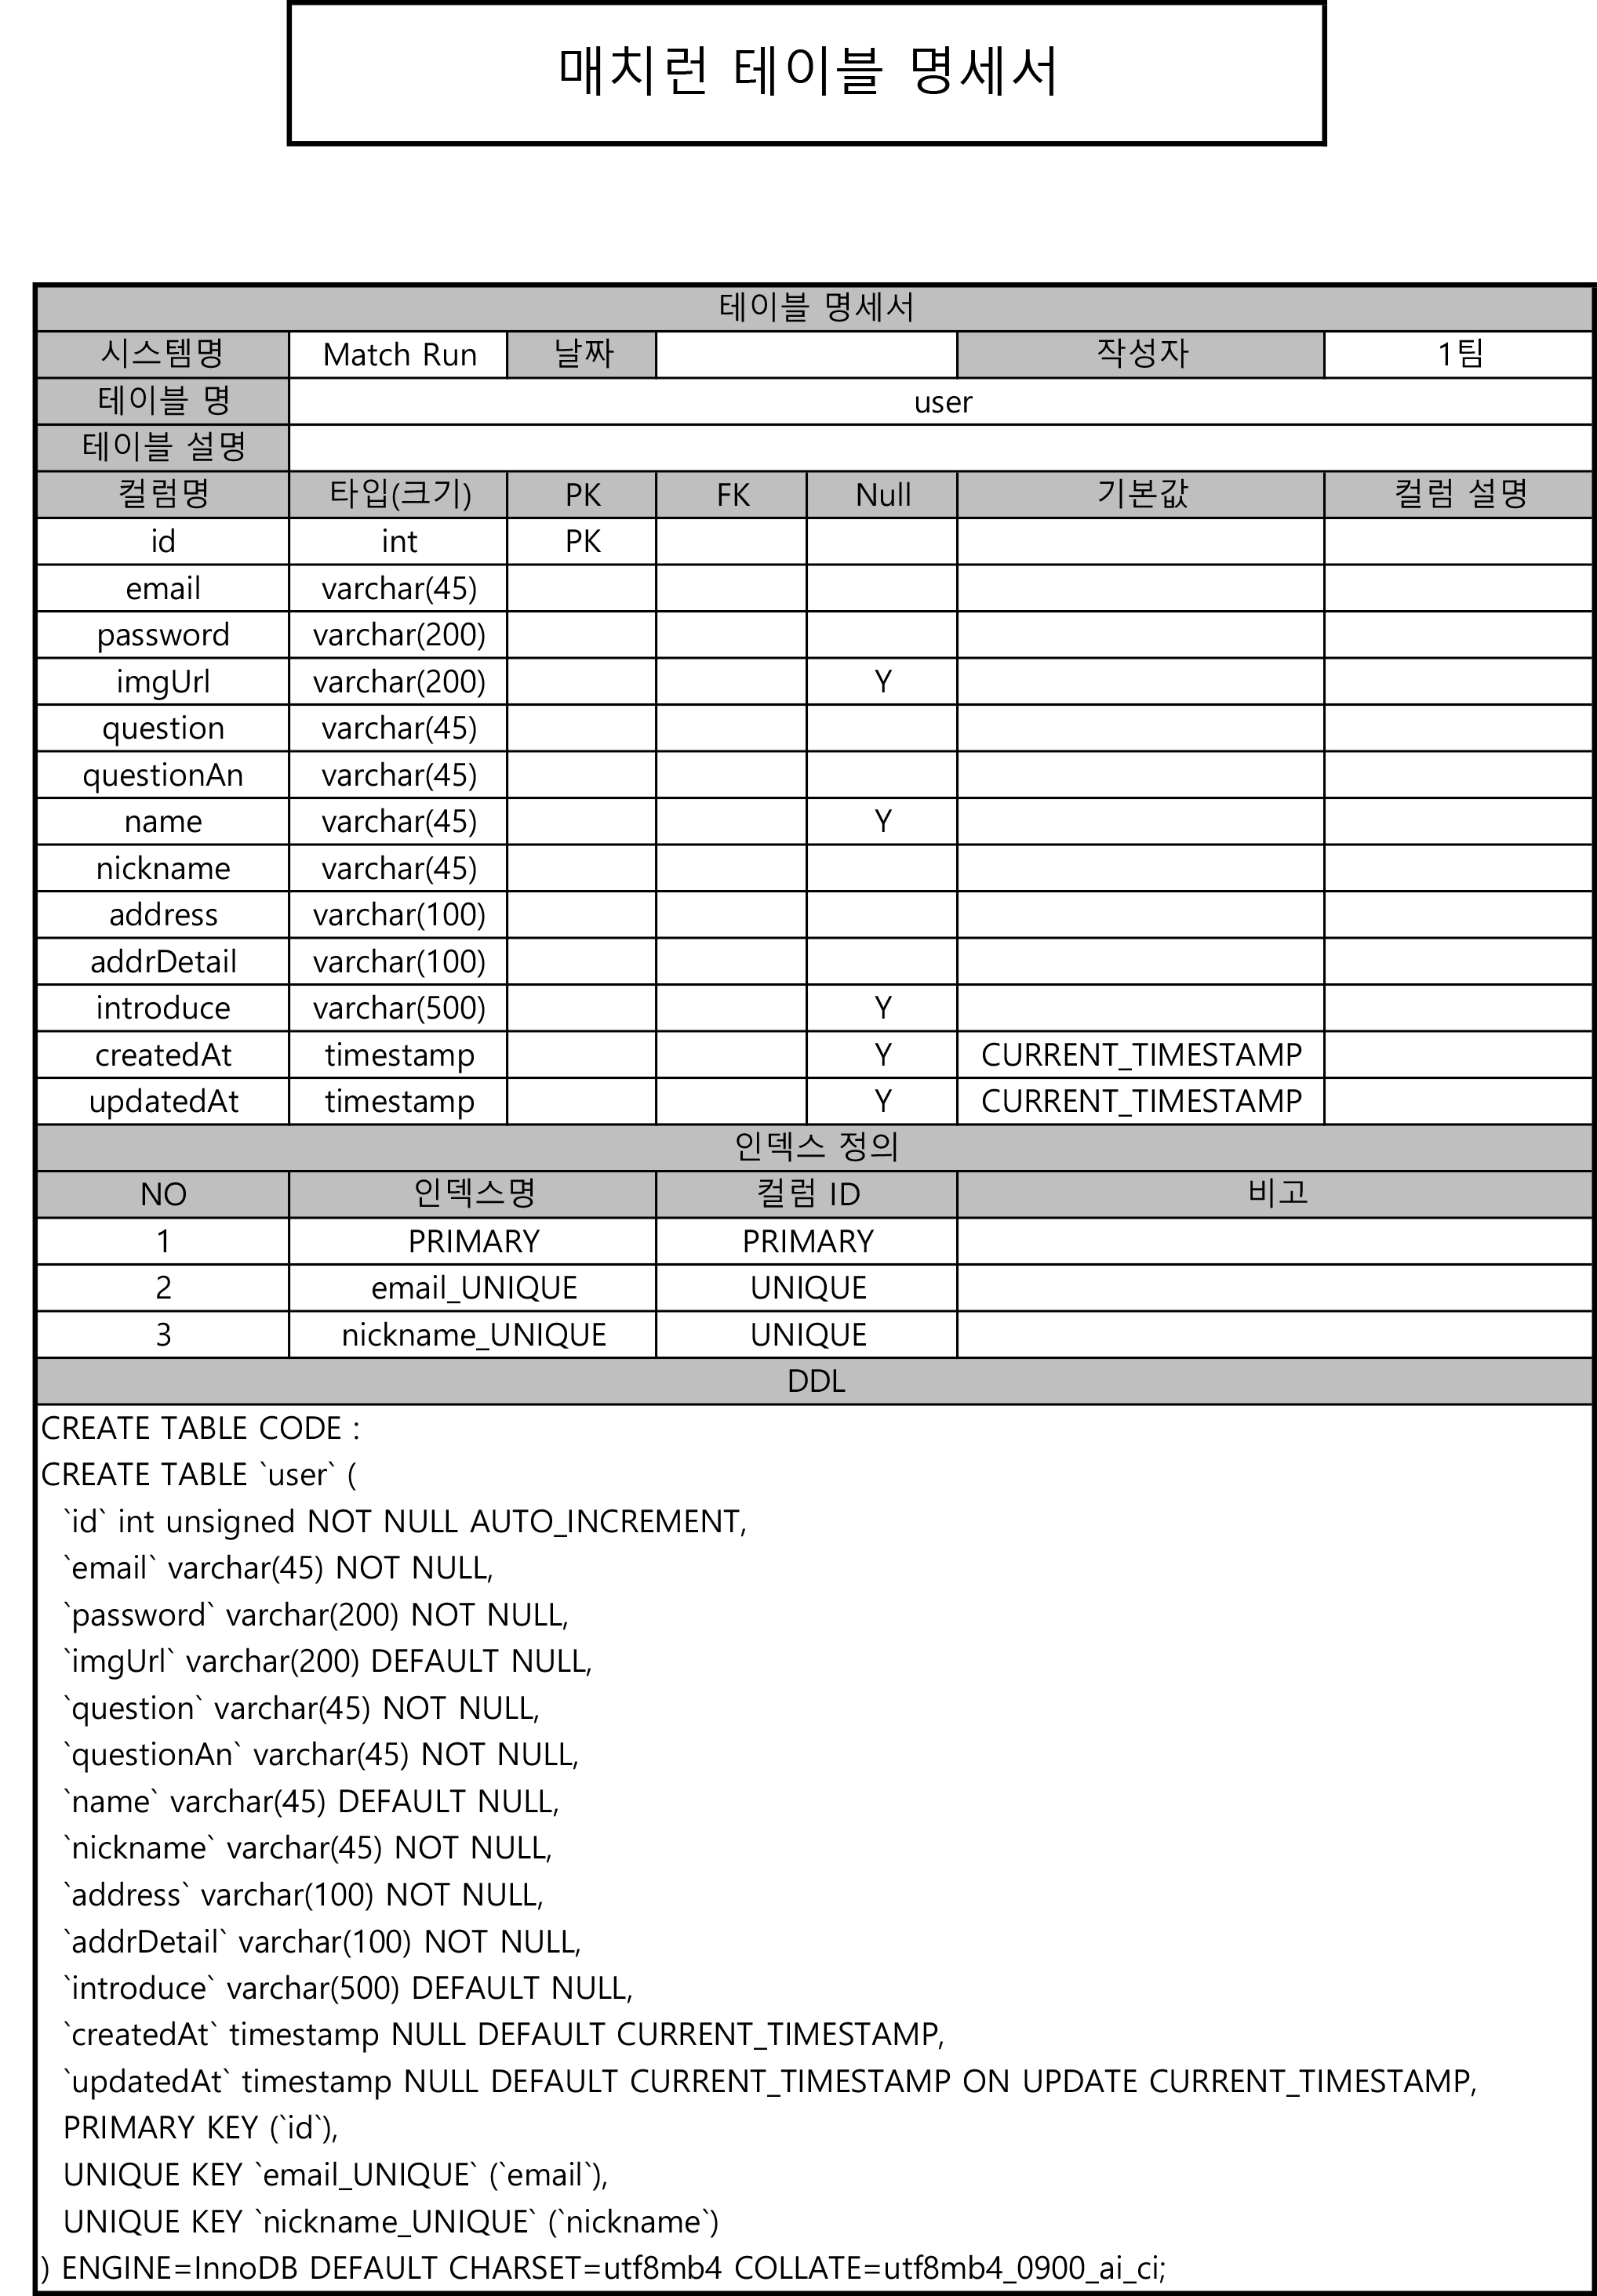 매치런 테이블 명세서
테이블 명세서
시스템명 Match Run 날짜 작성자 1팀
테이블 명 user
테이블 설명
컬럼명 타입(크기) PK FK Null 기본값 컬럼 설명
id int PK
email varchar(45)
password varchar(200)
imgUrl varchar(200) Y
question varchar(45)
questionAn varchar(45)
name varchar(45) Y
nickname varchar(45)
address varchar(100)
addrDetail varchar(100)
introduce varchar(500) Y
createdAt timestamp Y CURRENT_TIMESTAMP
updatedAt timestamp Y CURRENT_TIMESTAMP
인덱스 정의
NO 인덱스명 컬럼 ID 비고
1 PRIMARY PRIMARY
2 email_UNIQUE UNIQUE
3 nickname_UNIQUE UNIQUE
DDL
CREATE TABLE CODE :
CREATE TABLE `user` (
`id` int unsigned NOT NULL AUTO_INCREMENT,
`email` varchar(45) NOT NULL,
`password` varchar(200) NOT NULL,
`imgUrl` varchar(200) DEFAULT NULL,
`question` varchar(45) NOT NULL,
`questionAn` varchar(45) NOT NULL,
`name` varchar(45) DEFAULT NULL,
`nickname` varchar(45) NOT NULL,
`address` varchar(100) NOT NULL,
`addrDetail` varchar(100) NOT NULL,
`introduce` varchar(500) DEFAULT NULL,
`createdAt` timestamp NULL DEFAULT CURRENT_TIMESTAMP,
`updatedAt` timestamp NULL DEFAULT CURRENT_TIMESTAMP ON UPDATE CURRENT_TIMESTAMP,
PRIMARY KEY (`id`),
UNIQUE KEY `email_UNIQUE` (`email`),
UNIQUE KEY `nickname_UNIQUE` (`nickname`)
) ENGINE=InnoDB DEFAULT CHARSET=utf8mb4 COLLATE=utf8mb4_0900_ai_ci;